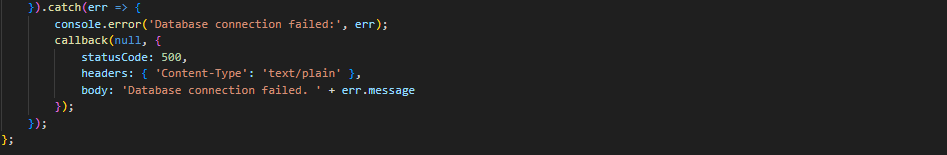 }).catch(err => {
console.error('Database connection failed:', err);
callback(null, {
statusCode: 500,
headers: { 'Content-Type': 'text/plain' },
body: 'Database connection failed. ' + err.message
});
});
};